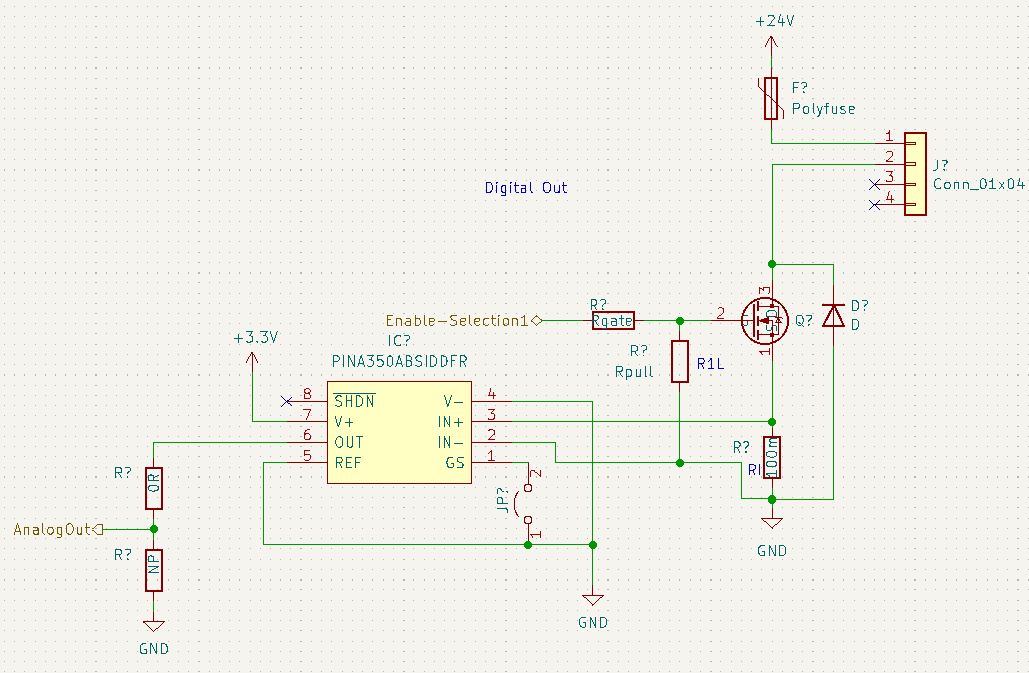 +24V
F?
Polyfuse
1
2
3
4
J?
Conn_01x04
Digital Out
Enable-Selection1
R?
Rgate
2
3
1
Q?
D?
D
R?
Rpull
R1L
+3.3V
IC?
PINA350ABSIDDFR
8
SHDN
7
V+
6
OUT
5
REF
V-
4
IN+
3
IN-
2
GS
1
R?
RI
100m
R?
0R
JP?
2
1
AnalogOut
R?
NP
GND
GND
GND